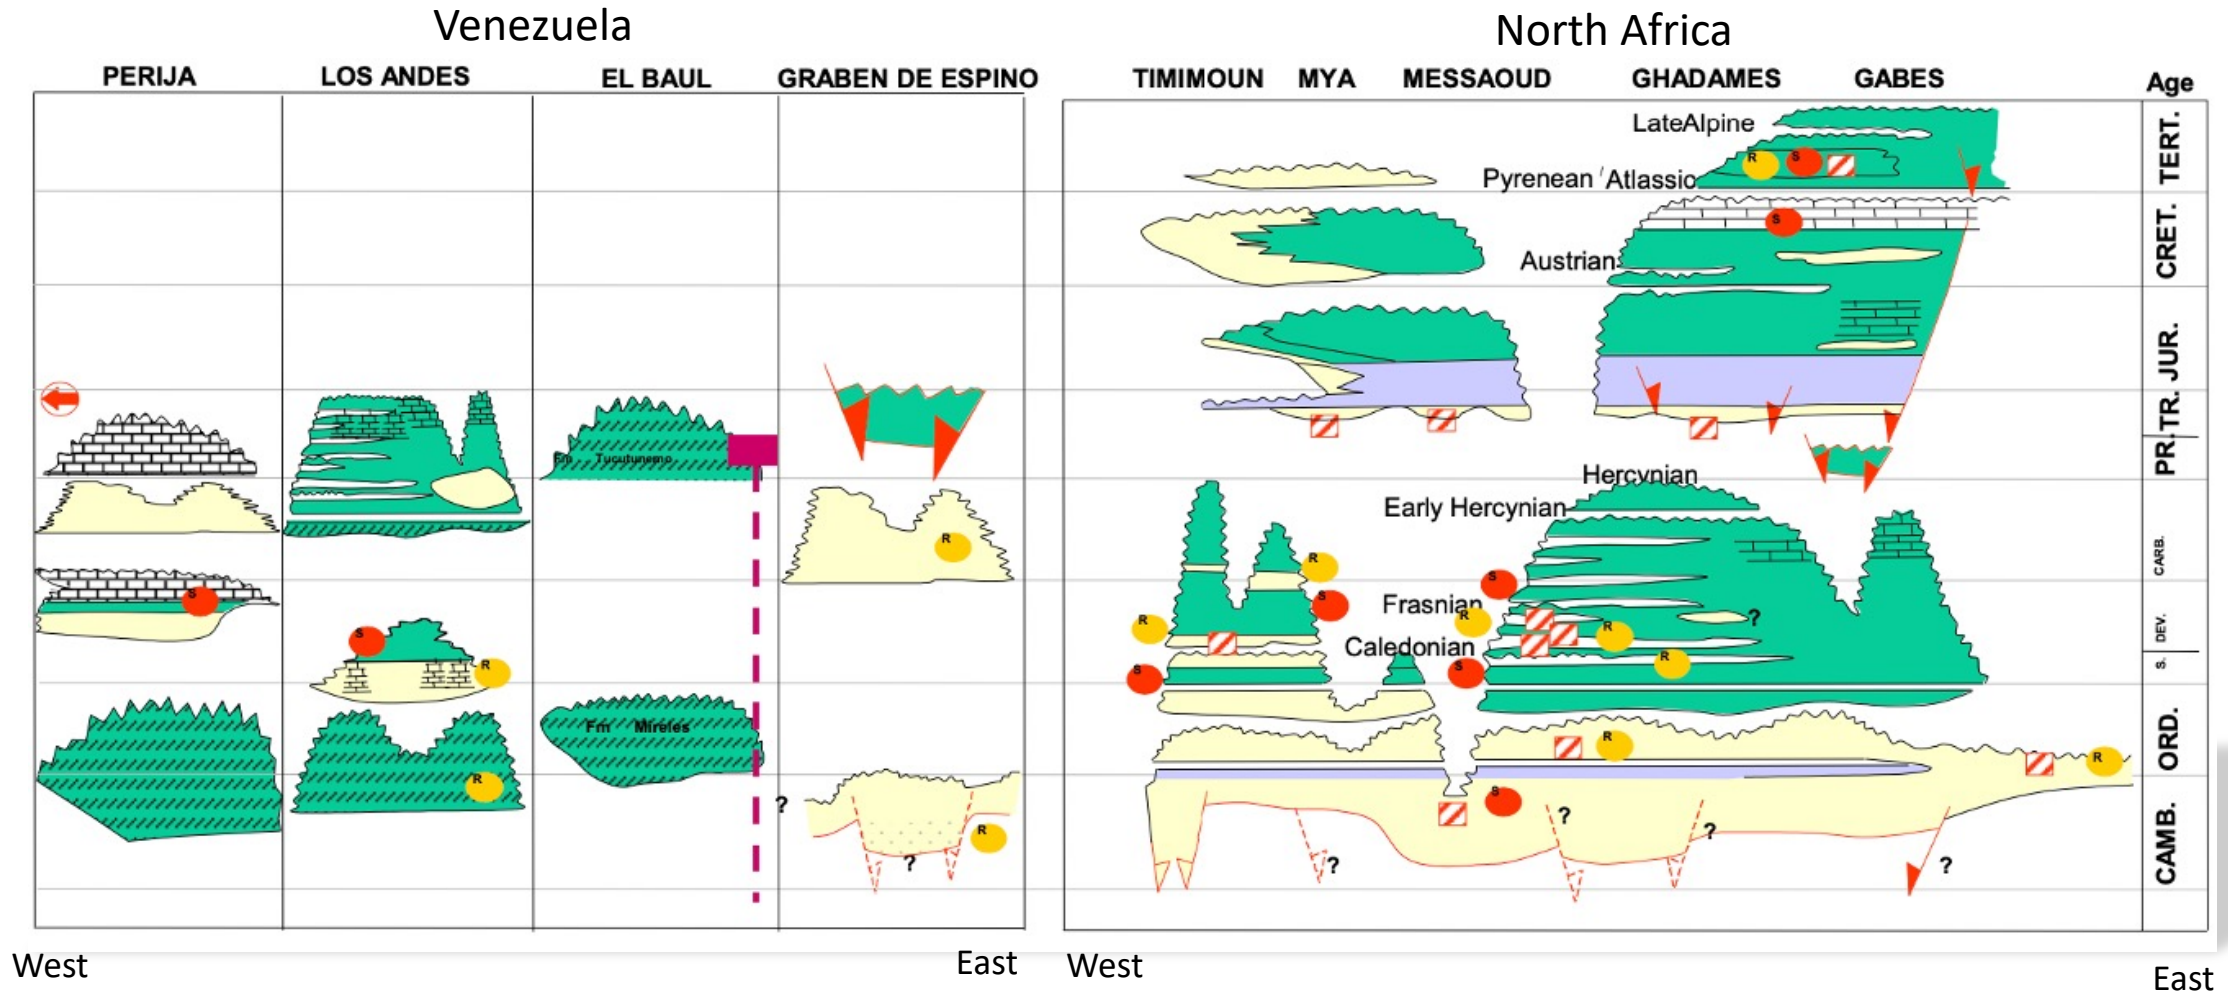 Venezuela
North Africa
PERIJA
LOS ANDES
EL BAUL
GRABEN DE ESPINO
TIMIMOUN
MYA
MESSAOUD
GHADAMES
GABES
Age
LateAlpine
TERT.
R
S
Pyrenean / Atlassic
CRET.
S
Austrian
JUR.
TR.
PR.
Fm Tucutunemo
Hercynian
Early Hercynian
R
CARB.
R
S
S
S
Frasnian
R
R
R
?
DEV.
S
R
Caledonian
R
S.
S
S
Fm Mireles
ORD.
R
R
R
?
S
?
R
?
CAMB.
?
?
?
West
East
West
East